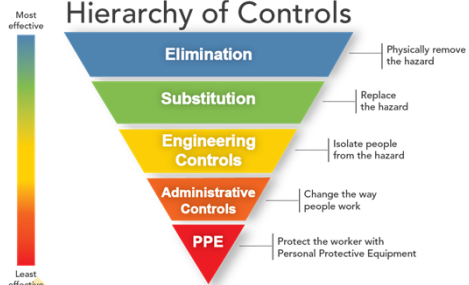 Hierarchy of Controls
Most
effective
Elimination
Physically remove
the hazard
Substitution
Replace
the hazard
Engineering
Controls
Isolate people
from the hazard
Administrative
Controls
Change the way
people work
PPE
Protect the worker with
Personal Protective Equipment
Least
effective